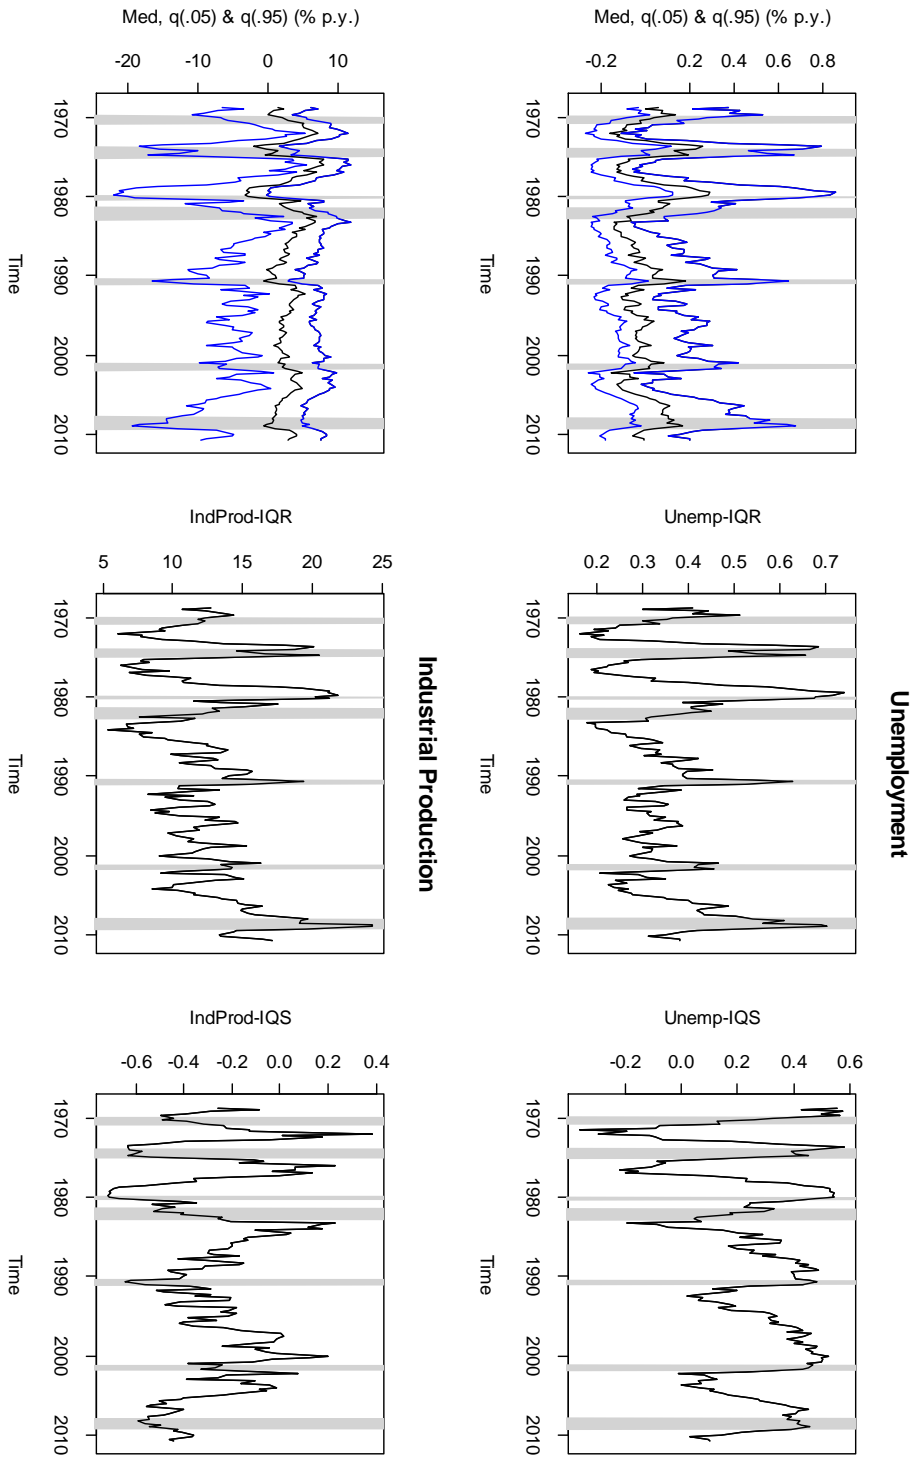 Unemployment
Med, q(.05) & q(.95) (% p.y.)
-0.2 0.2 0.4 0.6 0.8
1970 1980 1990 2000 2010
Time
Unemp-IQR
0.2 0.3 0.4 0.5 0.6 0.7
1970 1980 1990 2000 2010
Time
Unemp-IQS
-0.2 0.0 0.2 0.4 0.6
1970 1980 1990 2000 2010
Time
Industrial Production
Med, q(.05) & q(.95) (% p.y.)
-20 -10 0 10
1970 1980 1990 2000 2010
Time
IndProd-IQR
5 10 15 20 25
1970 1980 1990 2000 2010
Time
IndProd-IQS
-0.6 -0.4 -0.2 0.0 0.2 0.4
1970 1980 1990 2000 2010
Time